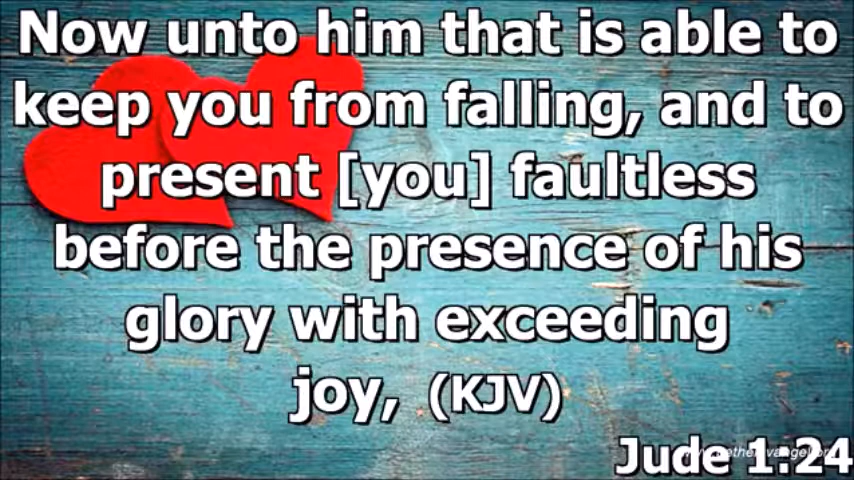 Now unto him that is able to
keep you from falling, and to
present [you] faultless
before the presence of his
glory with exceeding
joy, (KJV)
Jude 1:24